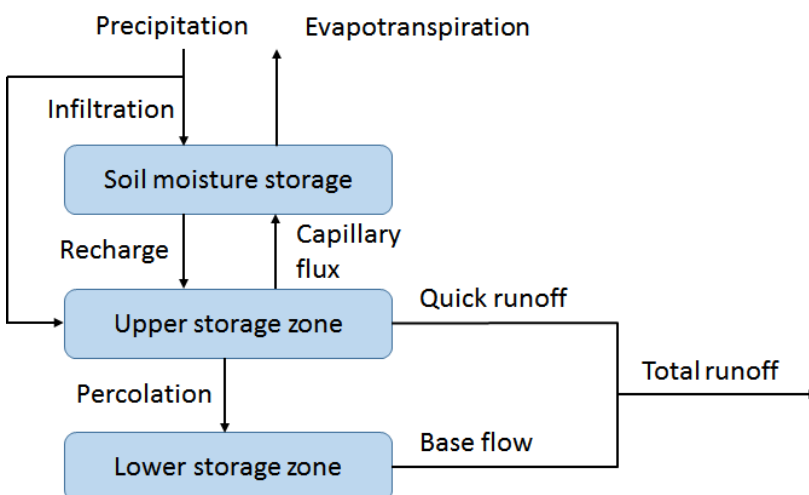 Precipitation
Evapotranspiration
Infiltration
Soil moisture storage
Recharge
Capillary
flux
Quick runoff
Upper storage zone
Total runoff
Percolation
Base flow
Lower storage zone